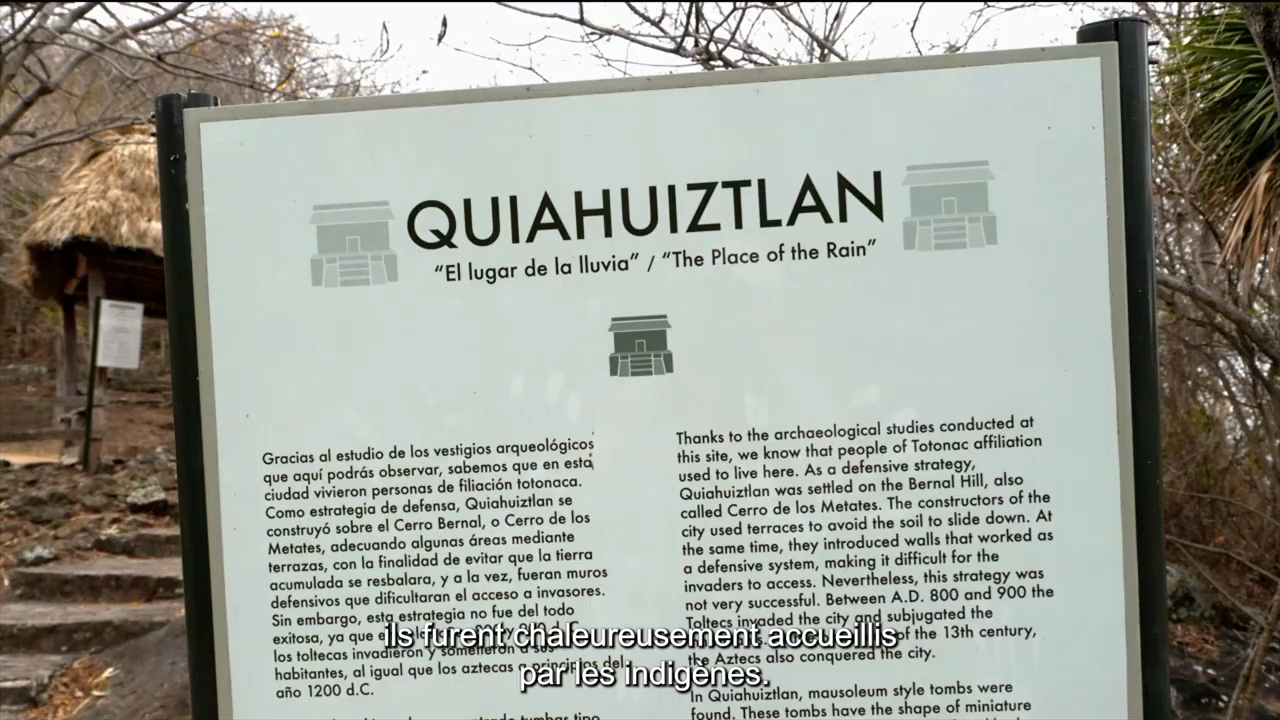 QUIAHUIZTLAN
“El lugar de la lluvia” / “The Place of the Rain”
Gracias al estudio de los vestigios arqueológicos
que aquí podrás observar, sabemos que en esta
ciudad vivieron personas de filiación totonaca.
Como estrategia de defensa, Quiahuiztlan se
construyó sobre el Cerro Bernal, o Cerro de los
Metates, adecuando algunas áreas mediante
terrazas, con la finalidad de evitar que la tierra
acumulada se resbalara, y a la vez, fueran muros
defensivos que dificultaran el acceso a invasores.
Sin embargo, esta estrategia no fue del todo
exitosa, ya que
los toltecas invadieron y sometieron a sus
habitantes, al igual que los aztecas a principios del
año 1200 d.C.
Thanks to the archaeological studies conducted at
this site, we know that people of Totonac affiliation
used to live here. As a defensive strategy,
Quiahuiztlan was settled on the Bernal Hill, also
called Cerro de los Metates. The constructors of the
city used terraces to avoid the soil to slide down. At
the same time, they introduced walls that worked as
a defensive system, making it difficult for the
invaders to access. Nevertheless, this strategy was
not very successful. Between A.D. 800 and 900 the
Toltecs invaded the city and subjugated the
of the 13th century,
the Aztecs also conquered the city.
In Quiahuiztlan, mausoleum style tombs were
found. These tombs have the shape of miniature
ils furent chaleureusement accueillis
par les Indigènes.